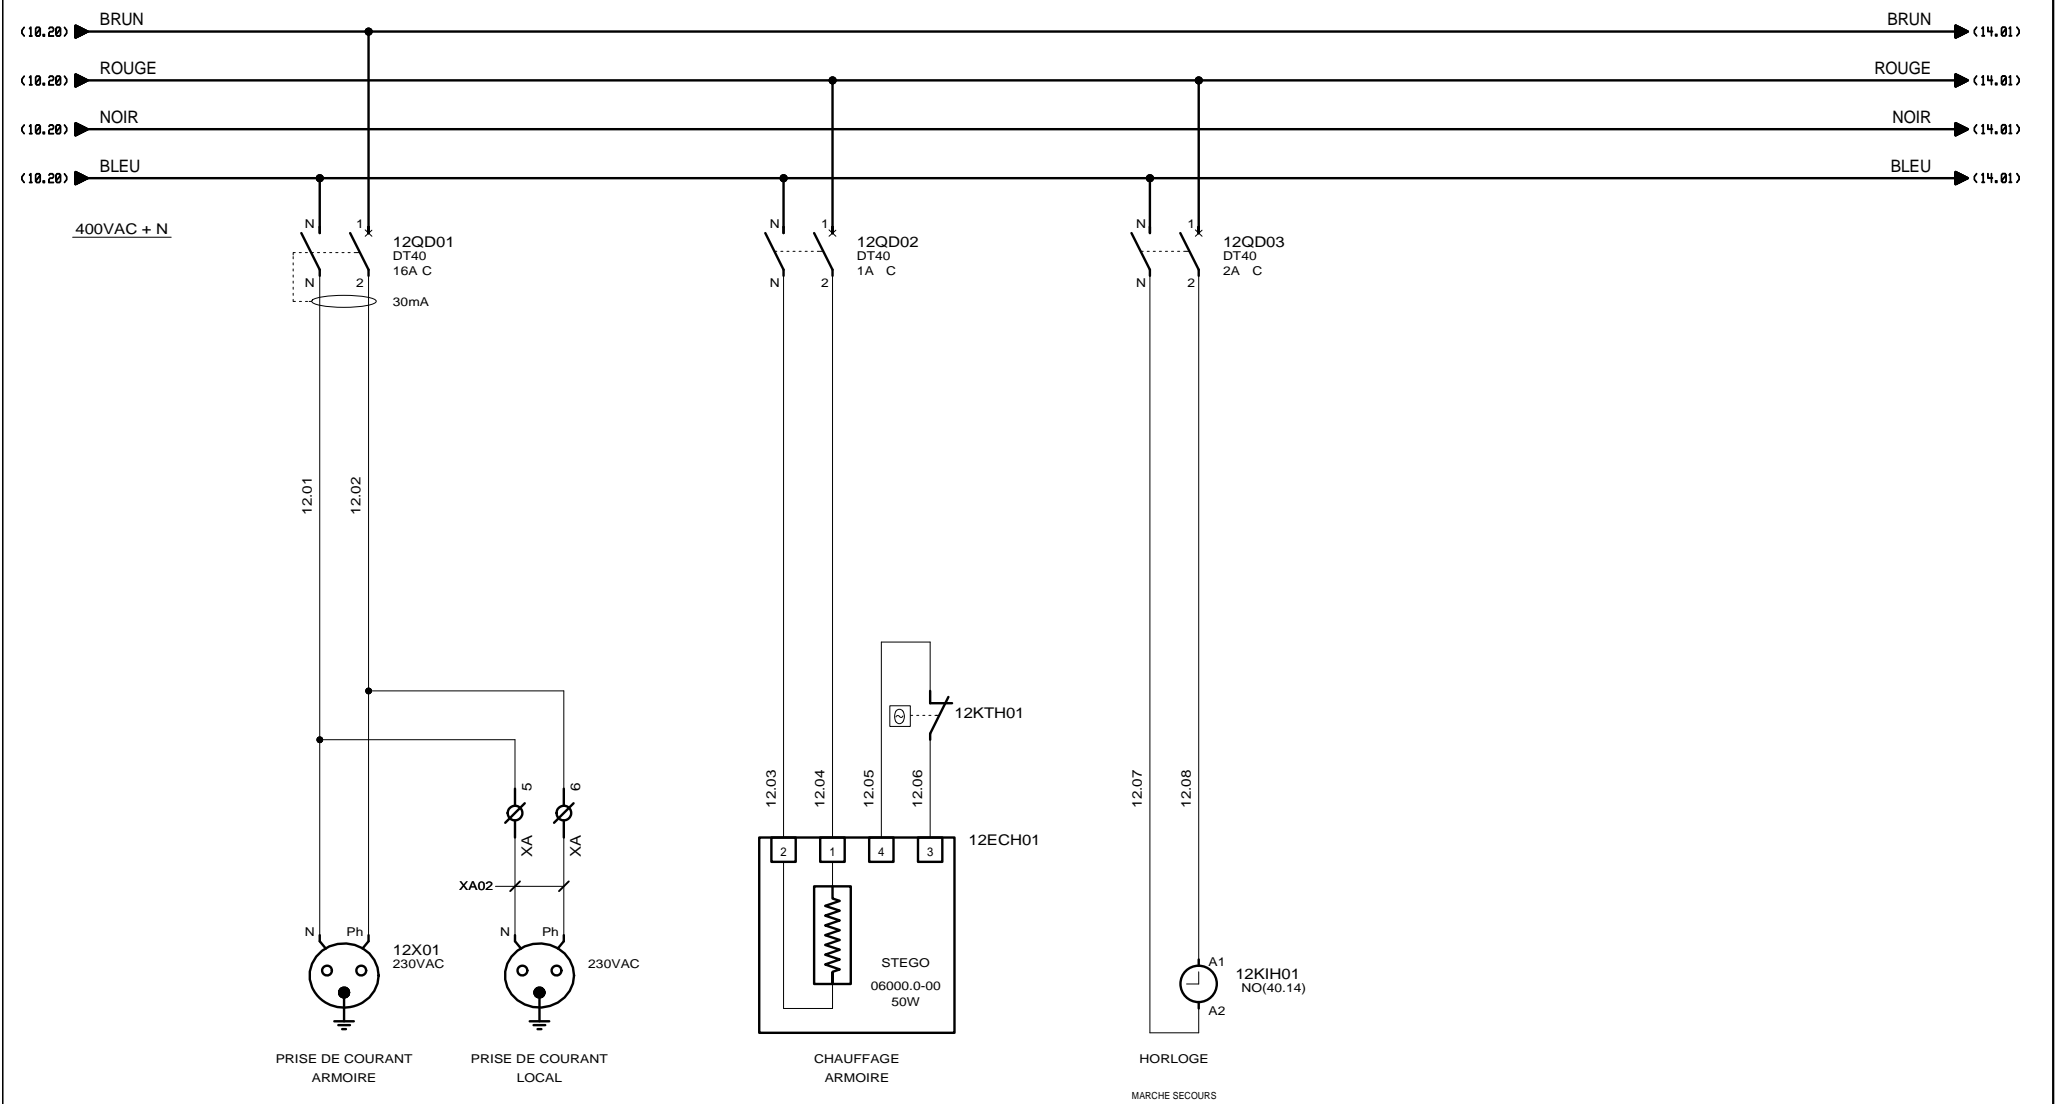 BRUN
BRUN
(10.20)
(14.01)
ROUGE
ROUGE
(10.20)
(14.01)
NOIR
NOIR
(10.20)
(14.01)
BLEU
BLEU
(10.20)
(14.01)
400VAC + N
N
1
12QD01
DT40
16A C
N
2
30mA
N
1
12QD02
DT40
1A C
N
2
N
1
12QD03
DT40
2A C
N
2
12.01
12.02
12KTH01
12.03
12.04
12.05
12.06
12.07
12.08
5
6
XA
XA
XA02
2
1
4
3
12ECH01
N
Ph
12X01
230VAC
N
Ph
230VAC
STEGO
06000.0-00
50W
A1
12KIH01
NO(40.14)
A2
PRISE DE COURANT
ARMOIRE
PRISE DE COURANT
LOCAL
CHAUFFAGE
ARMOIRE
HORLOGE
MARCHE SECOURS